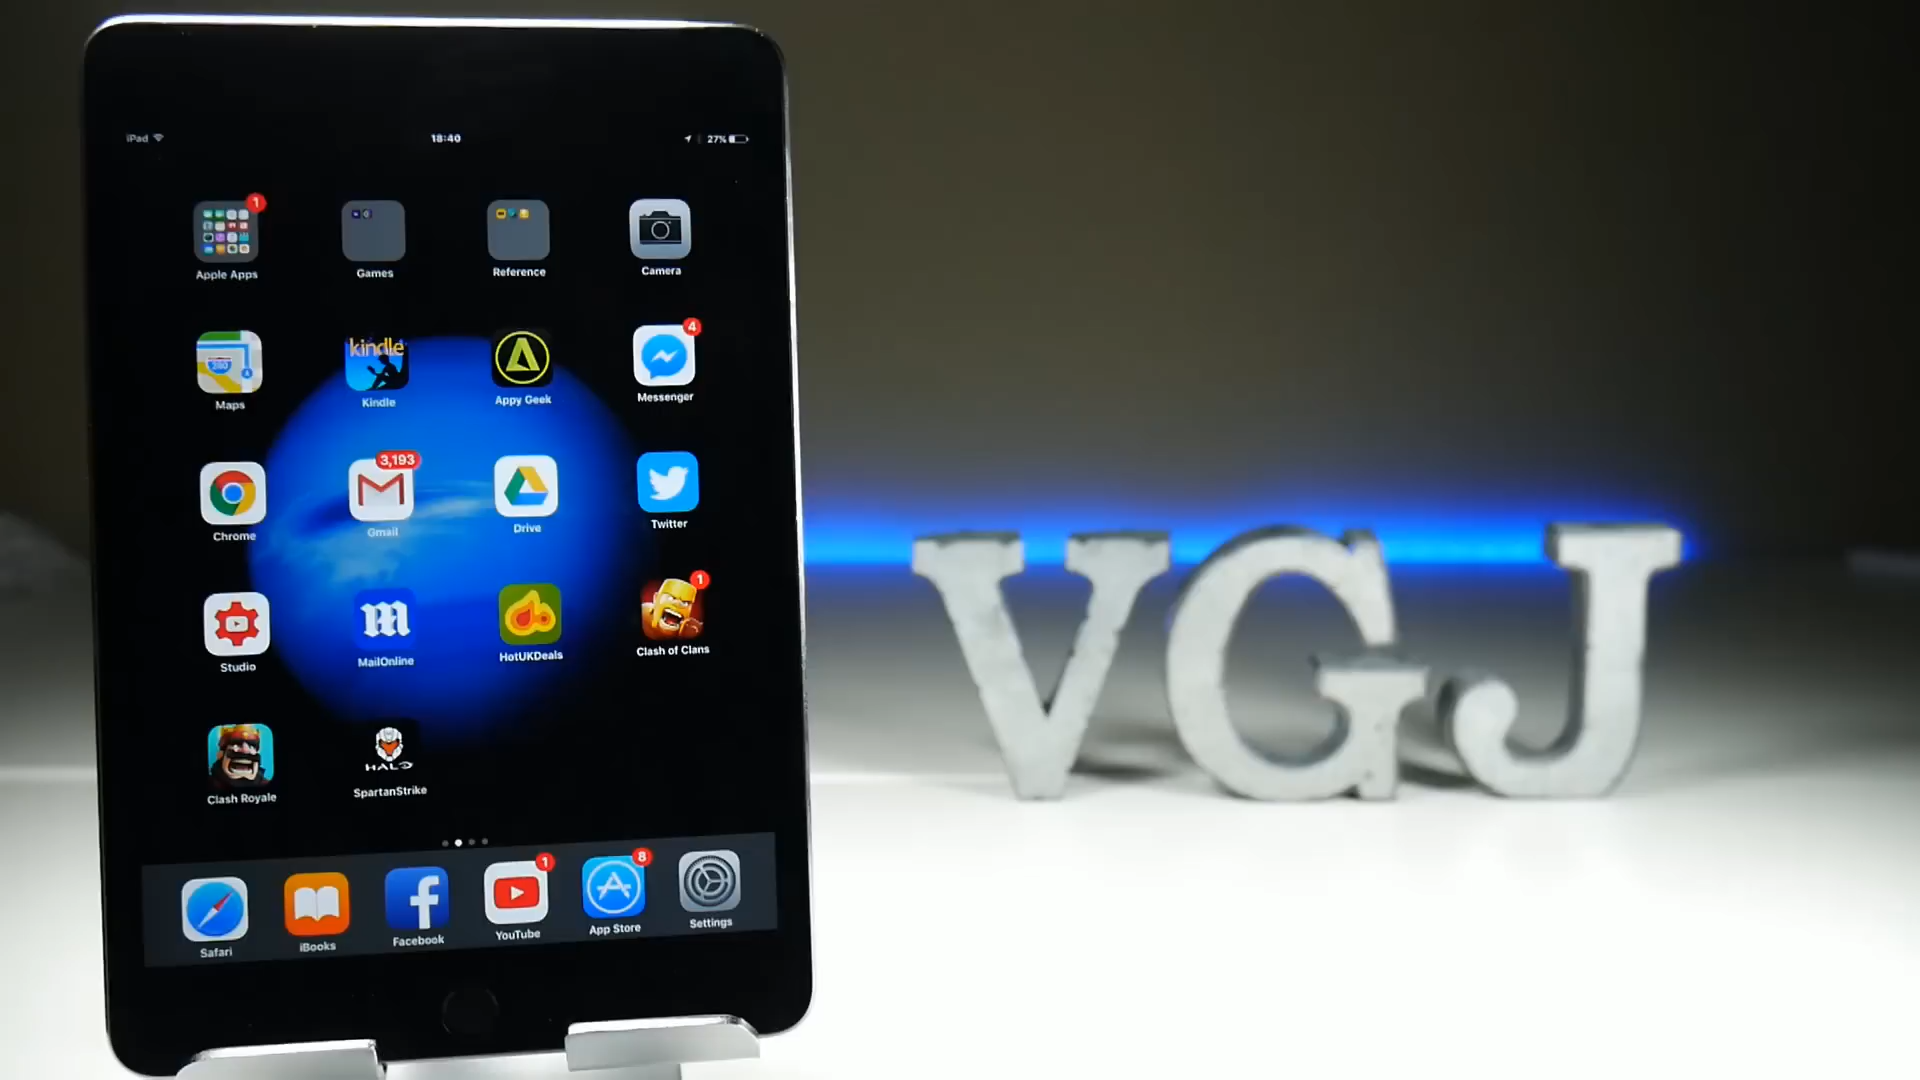 iPad 18:40 27%
1
Apple Apps Games Reference Camera
kindle 4
Maps Kindle Appy Geek Messenger
3,193
Chrome Gmail Drive Twitter
1
Studio MailOnline HotUKDeals Clash of Clans
HALO
Clash Royale SpartanStrike
1 8
Safari iBooks Facebook YouTube App Store Settings
VGJ